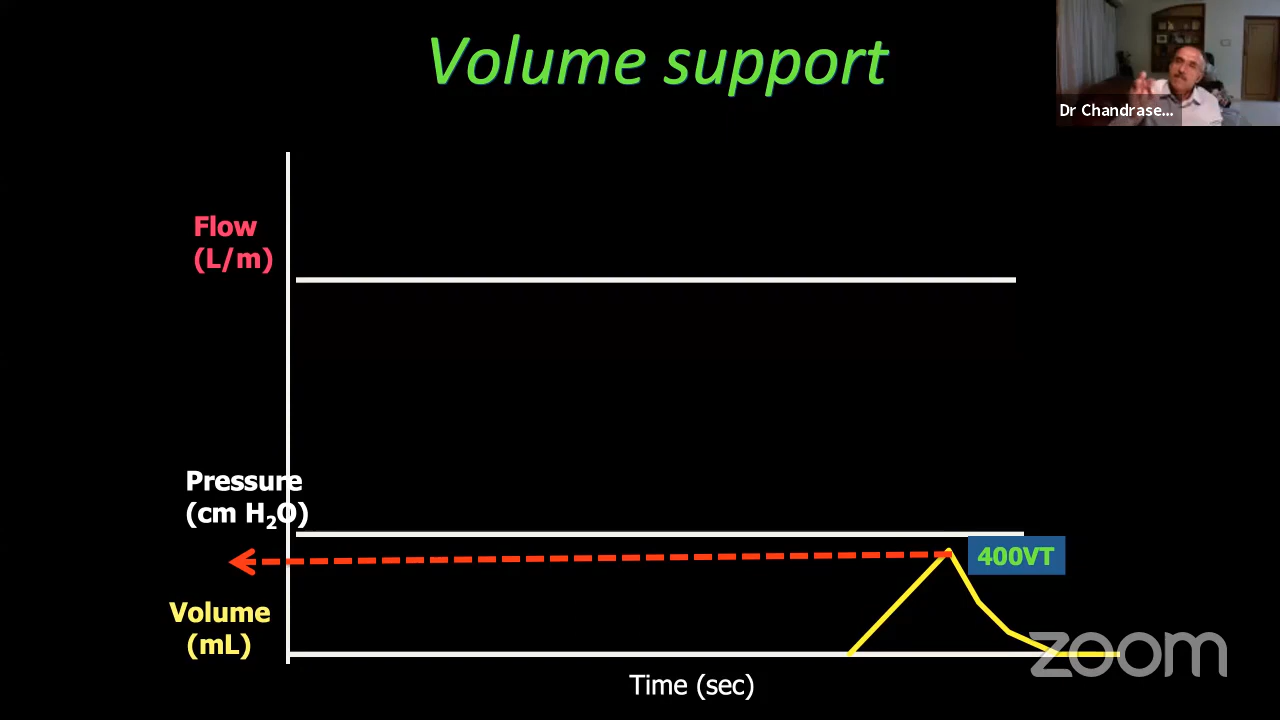 Volume support
Dr Chandrase...
Flow
(L/m)
Pressure
(cm H₂O)
400VT
Volume
(mL)
zoom
Time (sec)